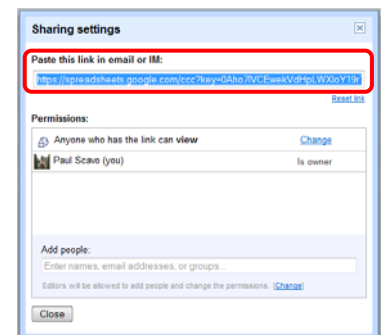 Sharing settings
Paste this link in email or IM:
https://spreadsheets.google.com/ccc?key=0Aho7lVCEwekVdHpLWXloY19r
Reset link
Permissions:
Anyone who has the link can view Change
Paul Scavo (you) Is owner
Add people:
Enter names, email addresses, or groups...
Editors will be allowed to add people and change the permissions. [Change]
Close